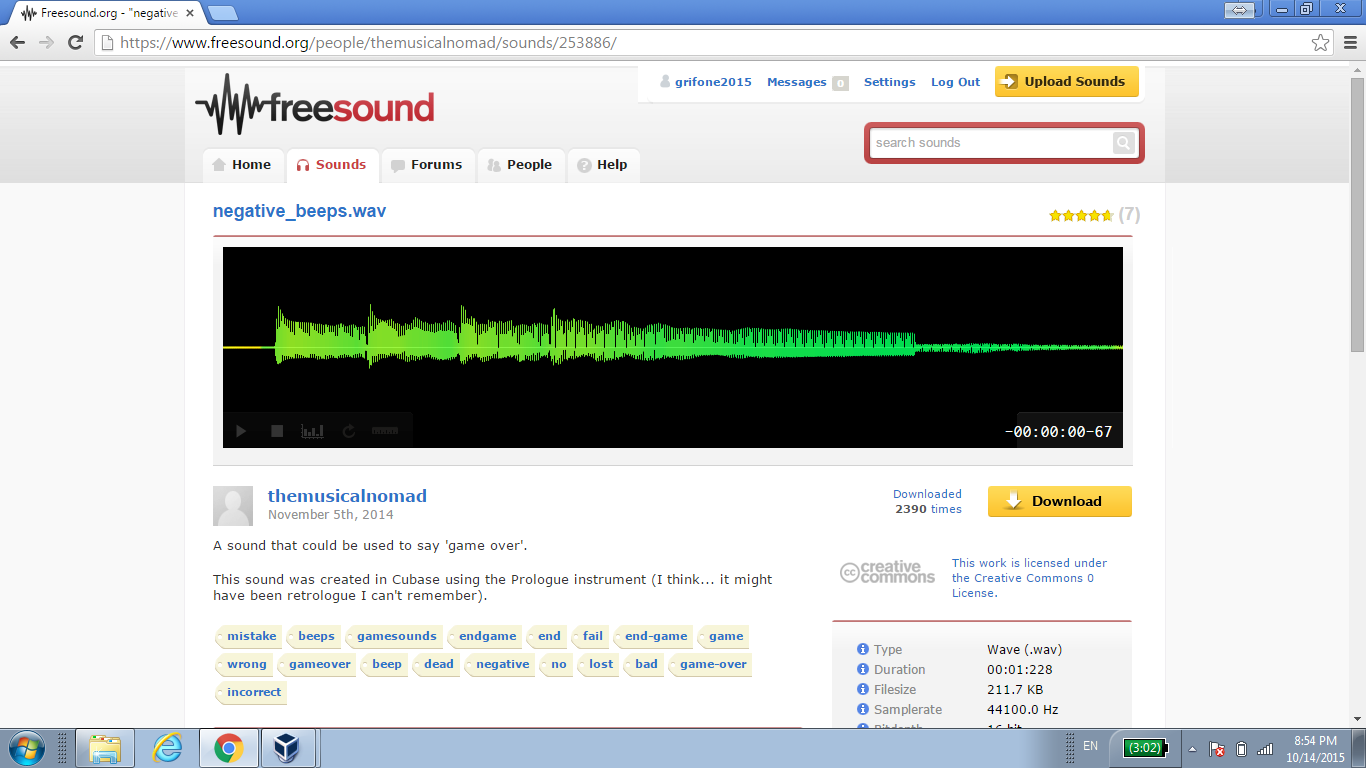 Freesound.org - "negative
https://www.freesound.org/people/themusicalnomad/sounds/253886/
freesound
grifone2015 Messages 0 Settings Log Out Upload Sounds
search sounds
Home Sounds Forums People Help
negative_beeps.wav (7)
-00:00:00-67
themusicalnomad
November 5th, 2014
Downloaded
2390 times
Download
A sound that could be used to say 'game over'.
This sound was created in Cubase using the Prologue instrument (I think... it might
have been retrologue I can't remember).
cc creative
commons
This work is licensed under
the Creative Commons 0
License.
mistake beeps gamesounds endgame end fail end-game game
wrong gameover beep dead negative no lost bad game-over
incorrect
Type Wave (.wav)
Duration 00:01:228
Filesize 211.7 KB
Samplerate 44100.0 Hz
Bitdepth 16 bit
EN (3:02) 8:54 PM
10/14/2015